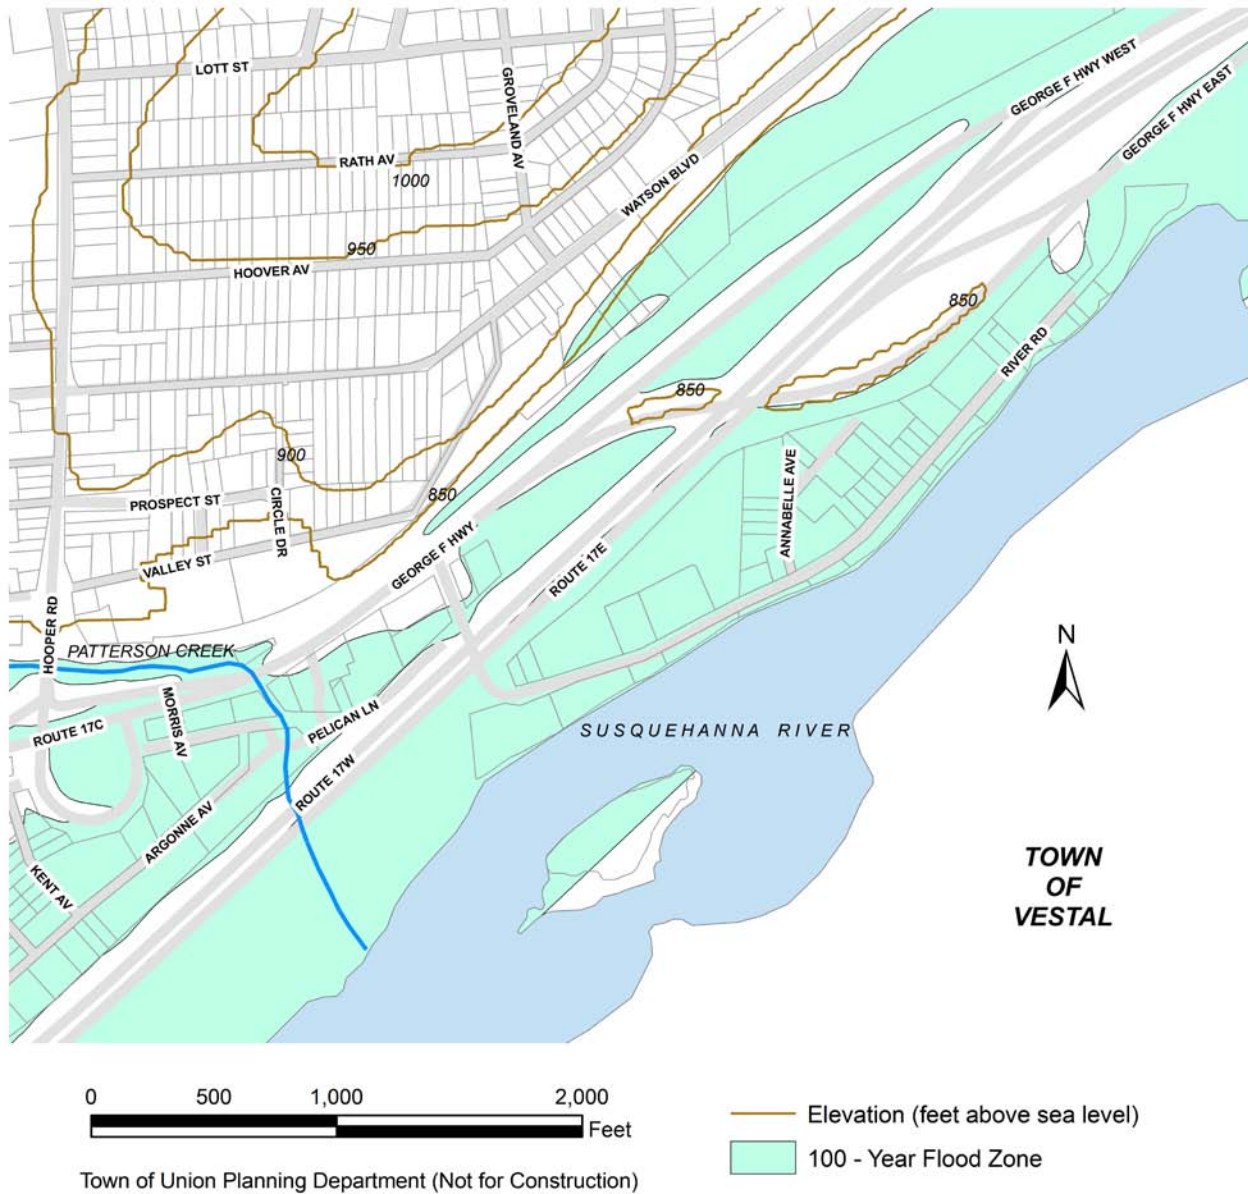 LOTT ST
GROVELAND AV
GEORGE F HWY WEST
GEORGE F HWY EAST
RATH AV
1000
WATSON BLVD
950
HOOVER AV
850
RIVER RD
850
900
850
PROSPECT ST
CIRCLE DR
ANNABELLE AVE
VALLEY ST
GEORGE F HWY
ROUTE 17E
HOOPER RD
PATTERSON CREEK
N
MORRIS AV
ROUTE 17C
PELICAN LN
SUSQUEHANNA RIVER
ROUTE 17W
ARGONNE AV
KENT AV
TOWN
OF
VESTAL
0 500 1,000 2,000
Feet
Elevation (feet above sea level)
100 - Year Flood Zone
Town of Union Planning Department (Not for Construction)